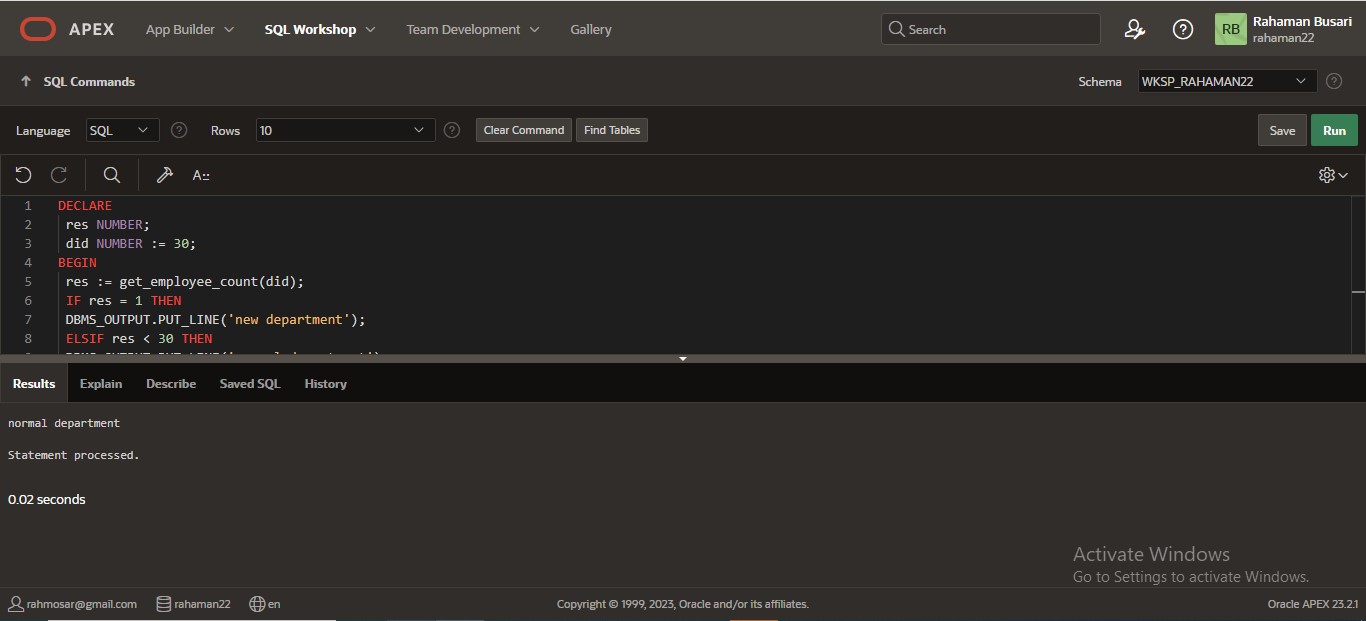 APEX App Builder SQL Workshop Team Development Gallery Search RB Rahaman Busari
rahaman22
SQL Commands Schema WKSP_RAHAMAN22
Language SQL Rows 10 Clear Command Find Tables Save Run
A::
1 DECLARE
2 res NUMBER;
3 did NUMBER := 30;
4 BEGIN
5 res := get_employee_count(did);
6 IF res = 1 THEN
7 DBMS_OUTPUT.PUT_LINE('new department');
8 ELSIF res < 30 THEN
Results Explain Describe Saved SQL History
normal department
Statement processed.
0.02 seconds
Activate Windows
Go to Settings to activate Windows.
rahmosar@gmail.com rahaman22 en Copyright © 1999, 2023, Oracle and/or its affiliates. Oracle APEX 23.2.1